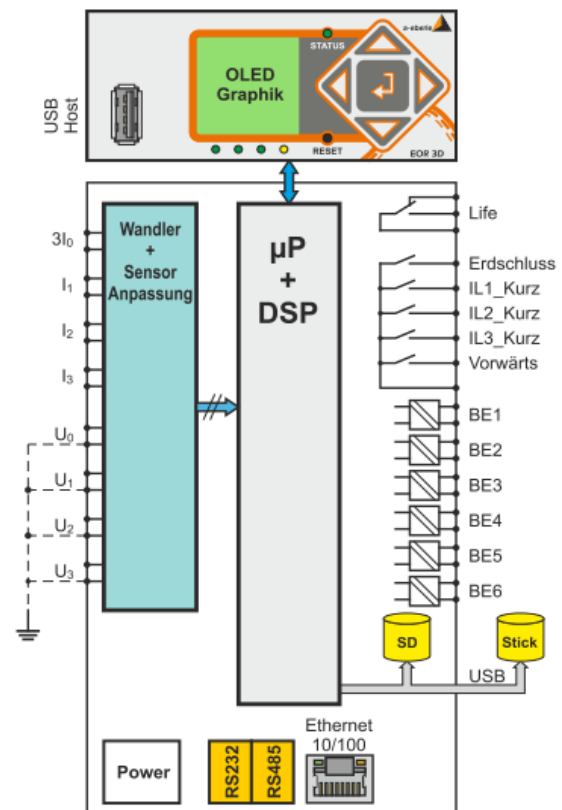 a-eberle
STATUS
OLED
Graphik
USB
Host
RESET
EOR 3D
Wandler
+
Sensor
Anpassung
µP
+
DSP
3I₀
I₁
I₂
I₃
U₀
U₁
U₂
U₃
Life
Erdschluss
IL1_Kurz
IL2_Kurz
IL3_Kurz
Vorwärts
BE1
BE2
BE3
BE4
BE5
BE6
SD
Stick
USB
Ethernet
10/100
Power
RS232
RS485